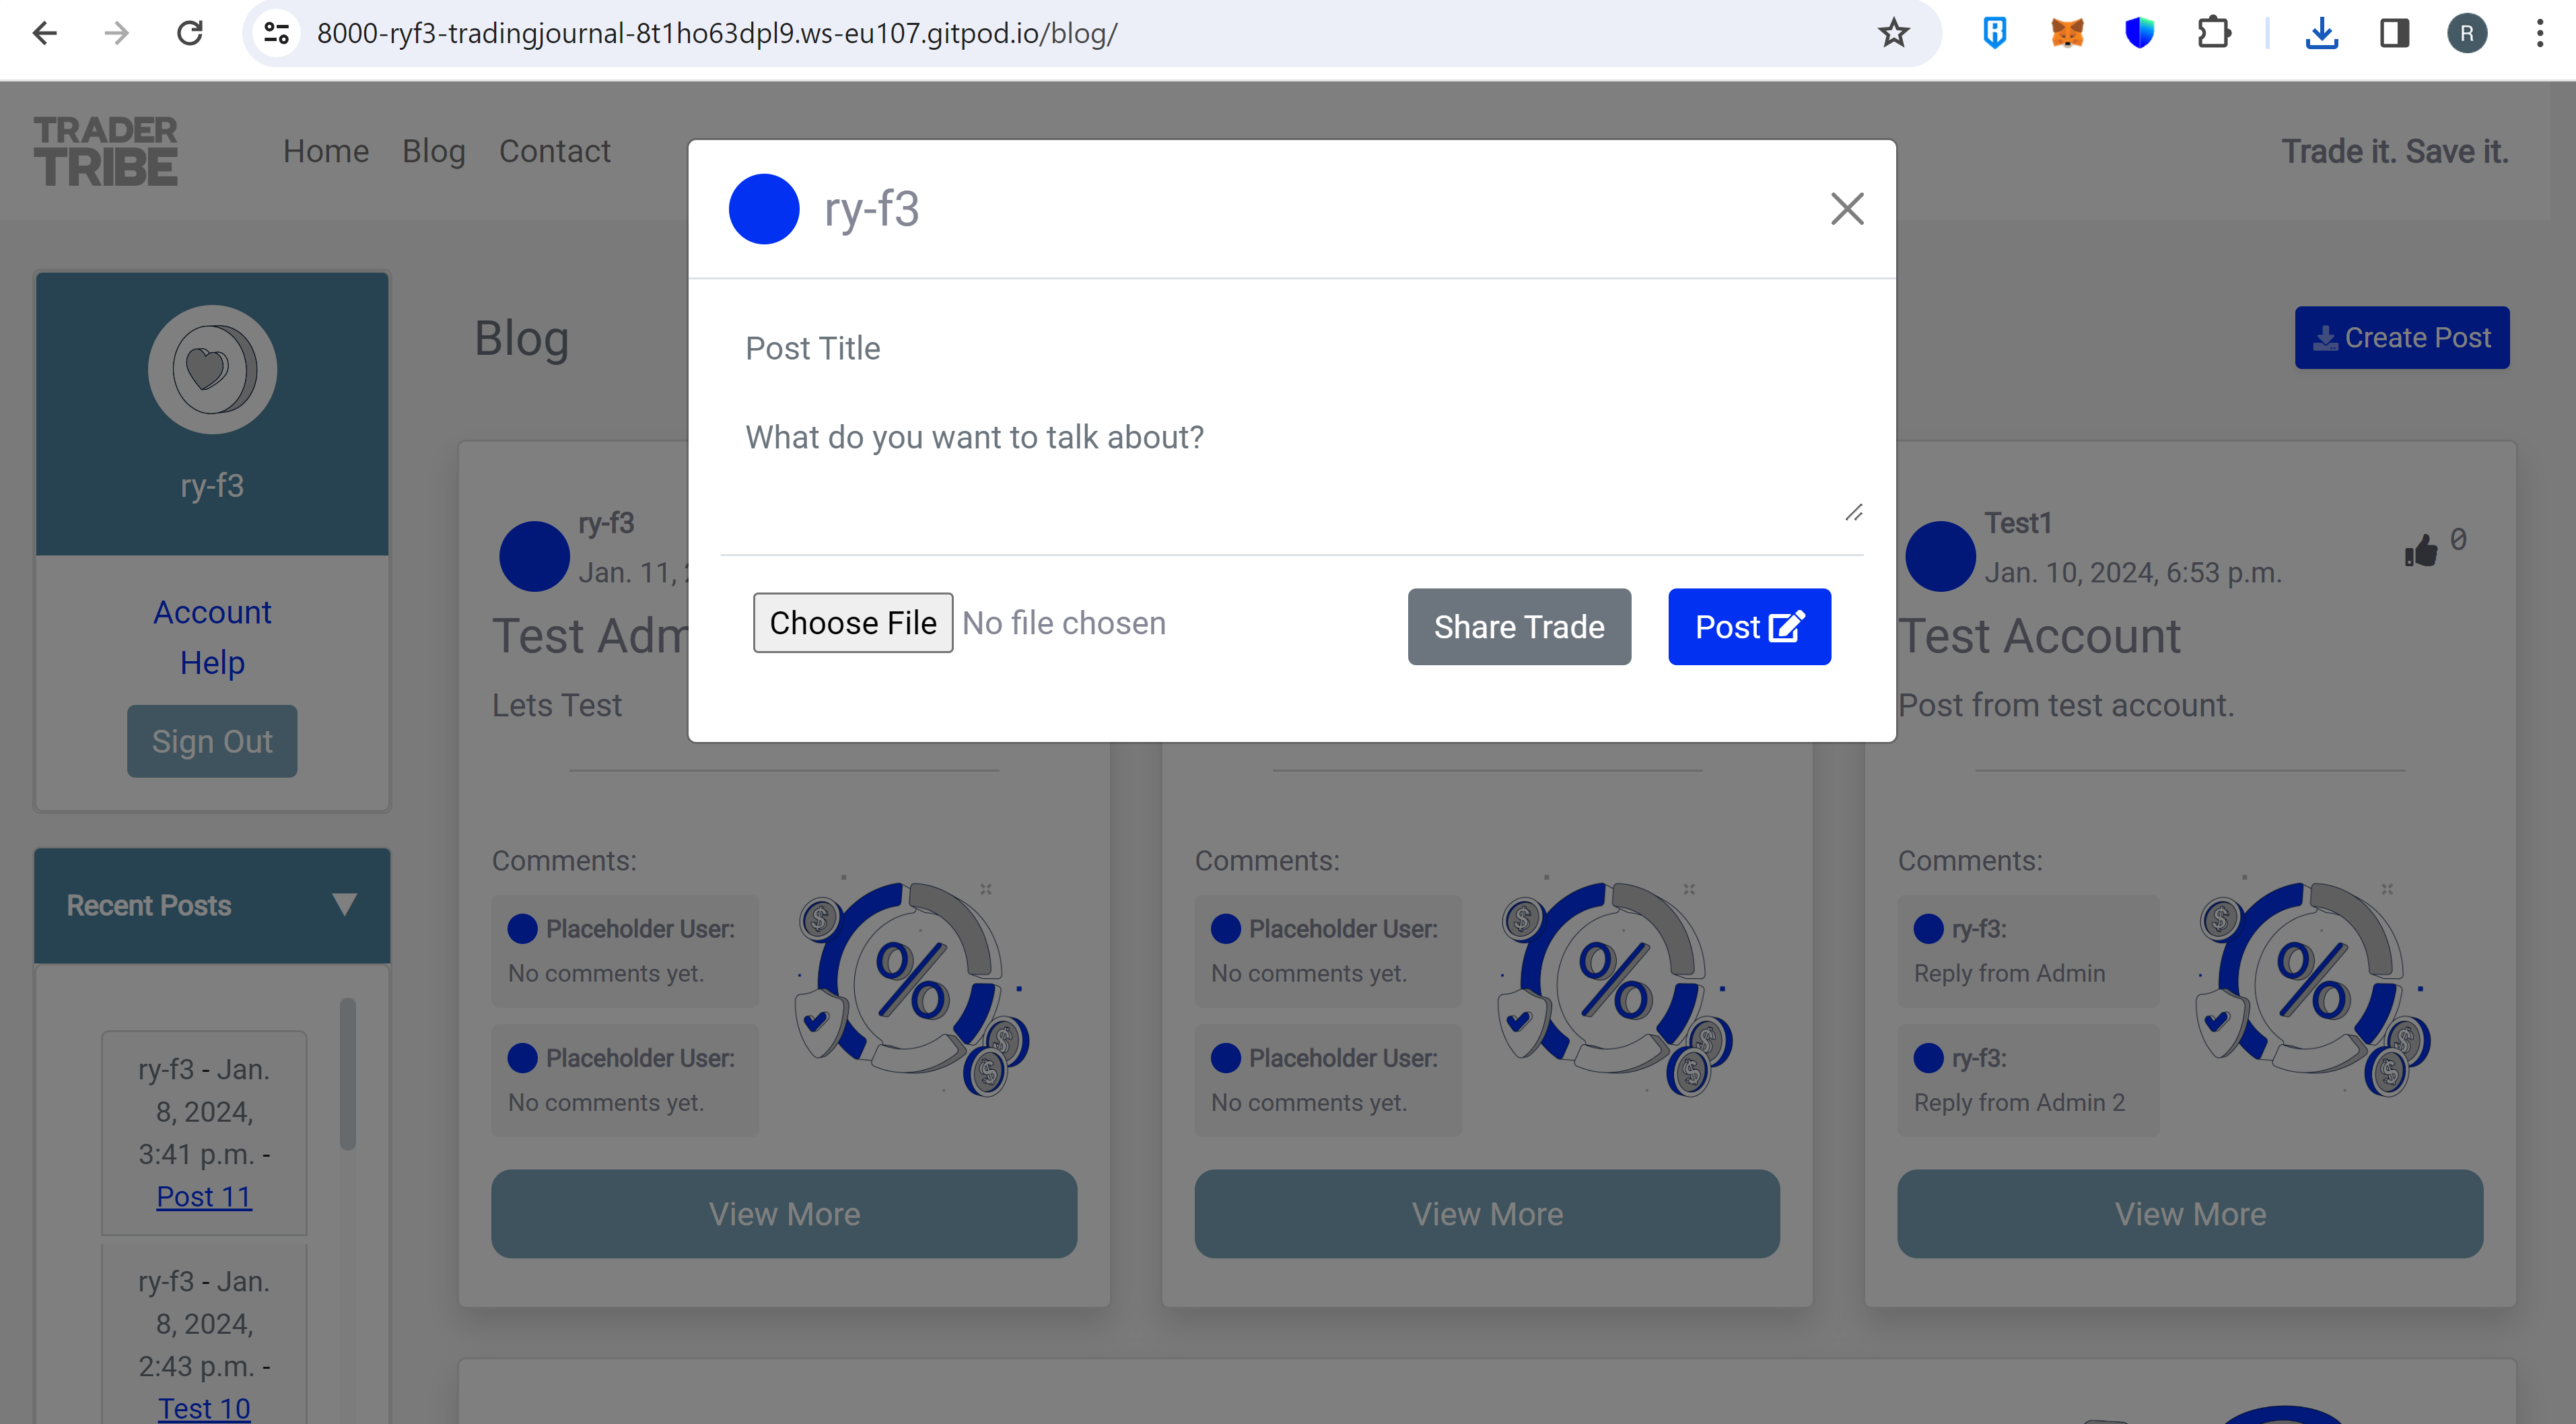 8000-ryf3-tradingjournal-8t1ho63dpl9.ws-eu107.gitpod.io/blog/
R
TRADER
TRIBE
Home Blog Contact
Trade it. Save it.
ry-f3
Post Title
What do you want to talk about?
Choose File No file chosen
Share Trade
Post
ry-f3
Account
Help
Sign Out
Recent Posts
ry-f3 - Jan.
8, 2024,
3:41 p.m. -
Post 11
ry-f3 - Jan.
8, 2024,
2:43 p.m. -
Test 10
Blog
Create Post
ry-f3
Jan. 11,
Test Adm
Lets Test
Comments:
Placeholder User:
No comments yet.
Placeholder User:
No comments yet.
$
%
$
$
View More
Comments:
Placeholder User:
No comments yet.
Placeholder User:
No comments yet.
$
%
$
$
View More
Test1
Jan. 10, 2024, 6:53 p.m.
0
Test Account
Post from test account.
Comments:
ry-f3:
Reply from Admin
ry-f3:
Reply from Admin 2
$
%
$
$
View More